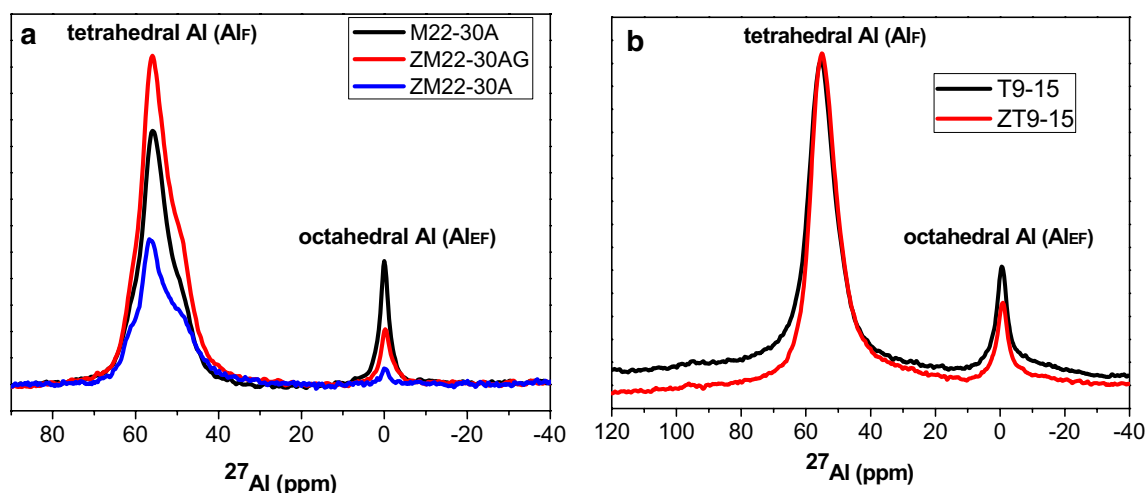 a
tetrahedral Al (AlF)
M22-30A
ZM22-30AG
ZM22-30A
octahedral Al (AlEF)
80 60 40 20 0 -20 -40
27Al (ppm)
b
tetrahedral Al (AlF)
T9-15
ZT9-15
octahedral Al (AlEF)
120 100 80 60 40 20 0 -20 -40
27Al (ppm)